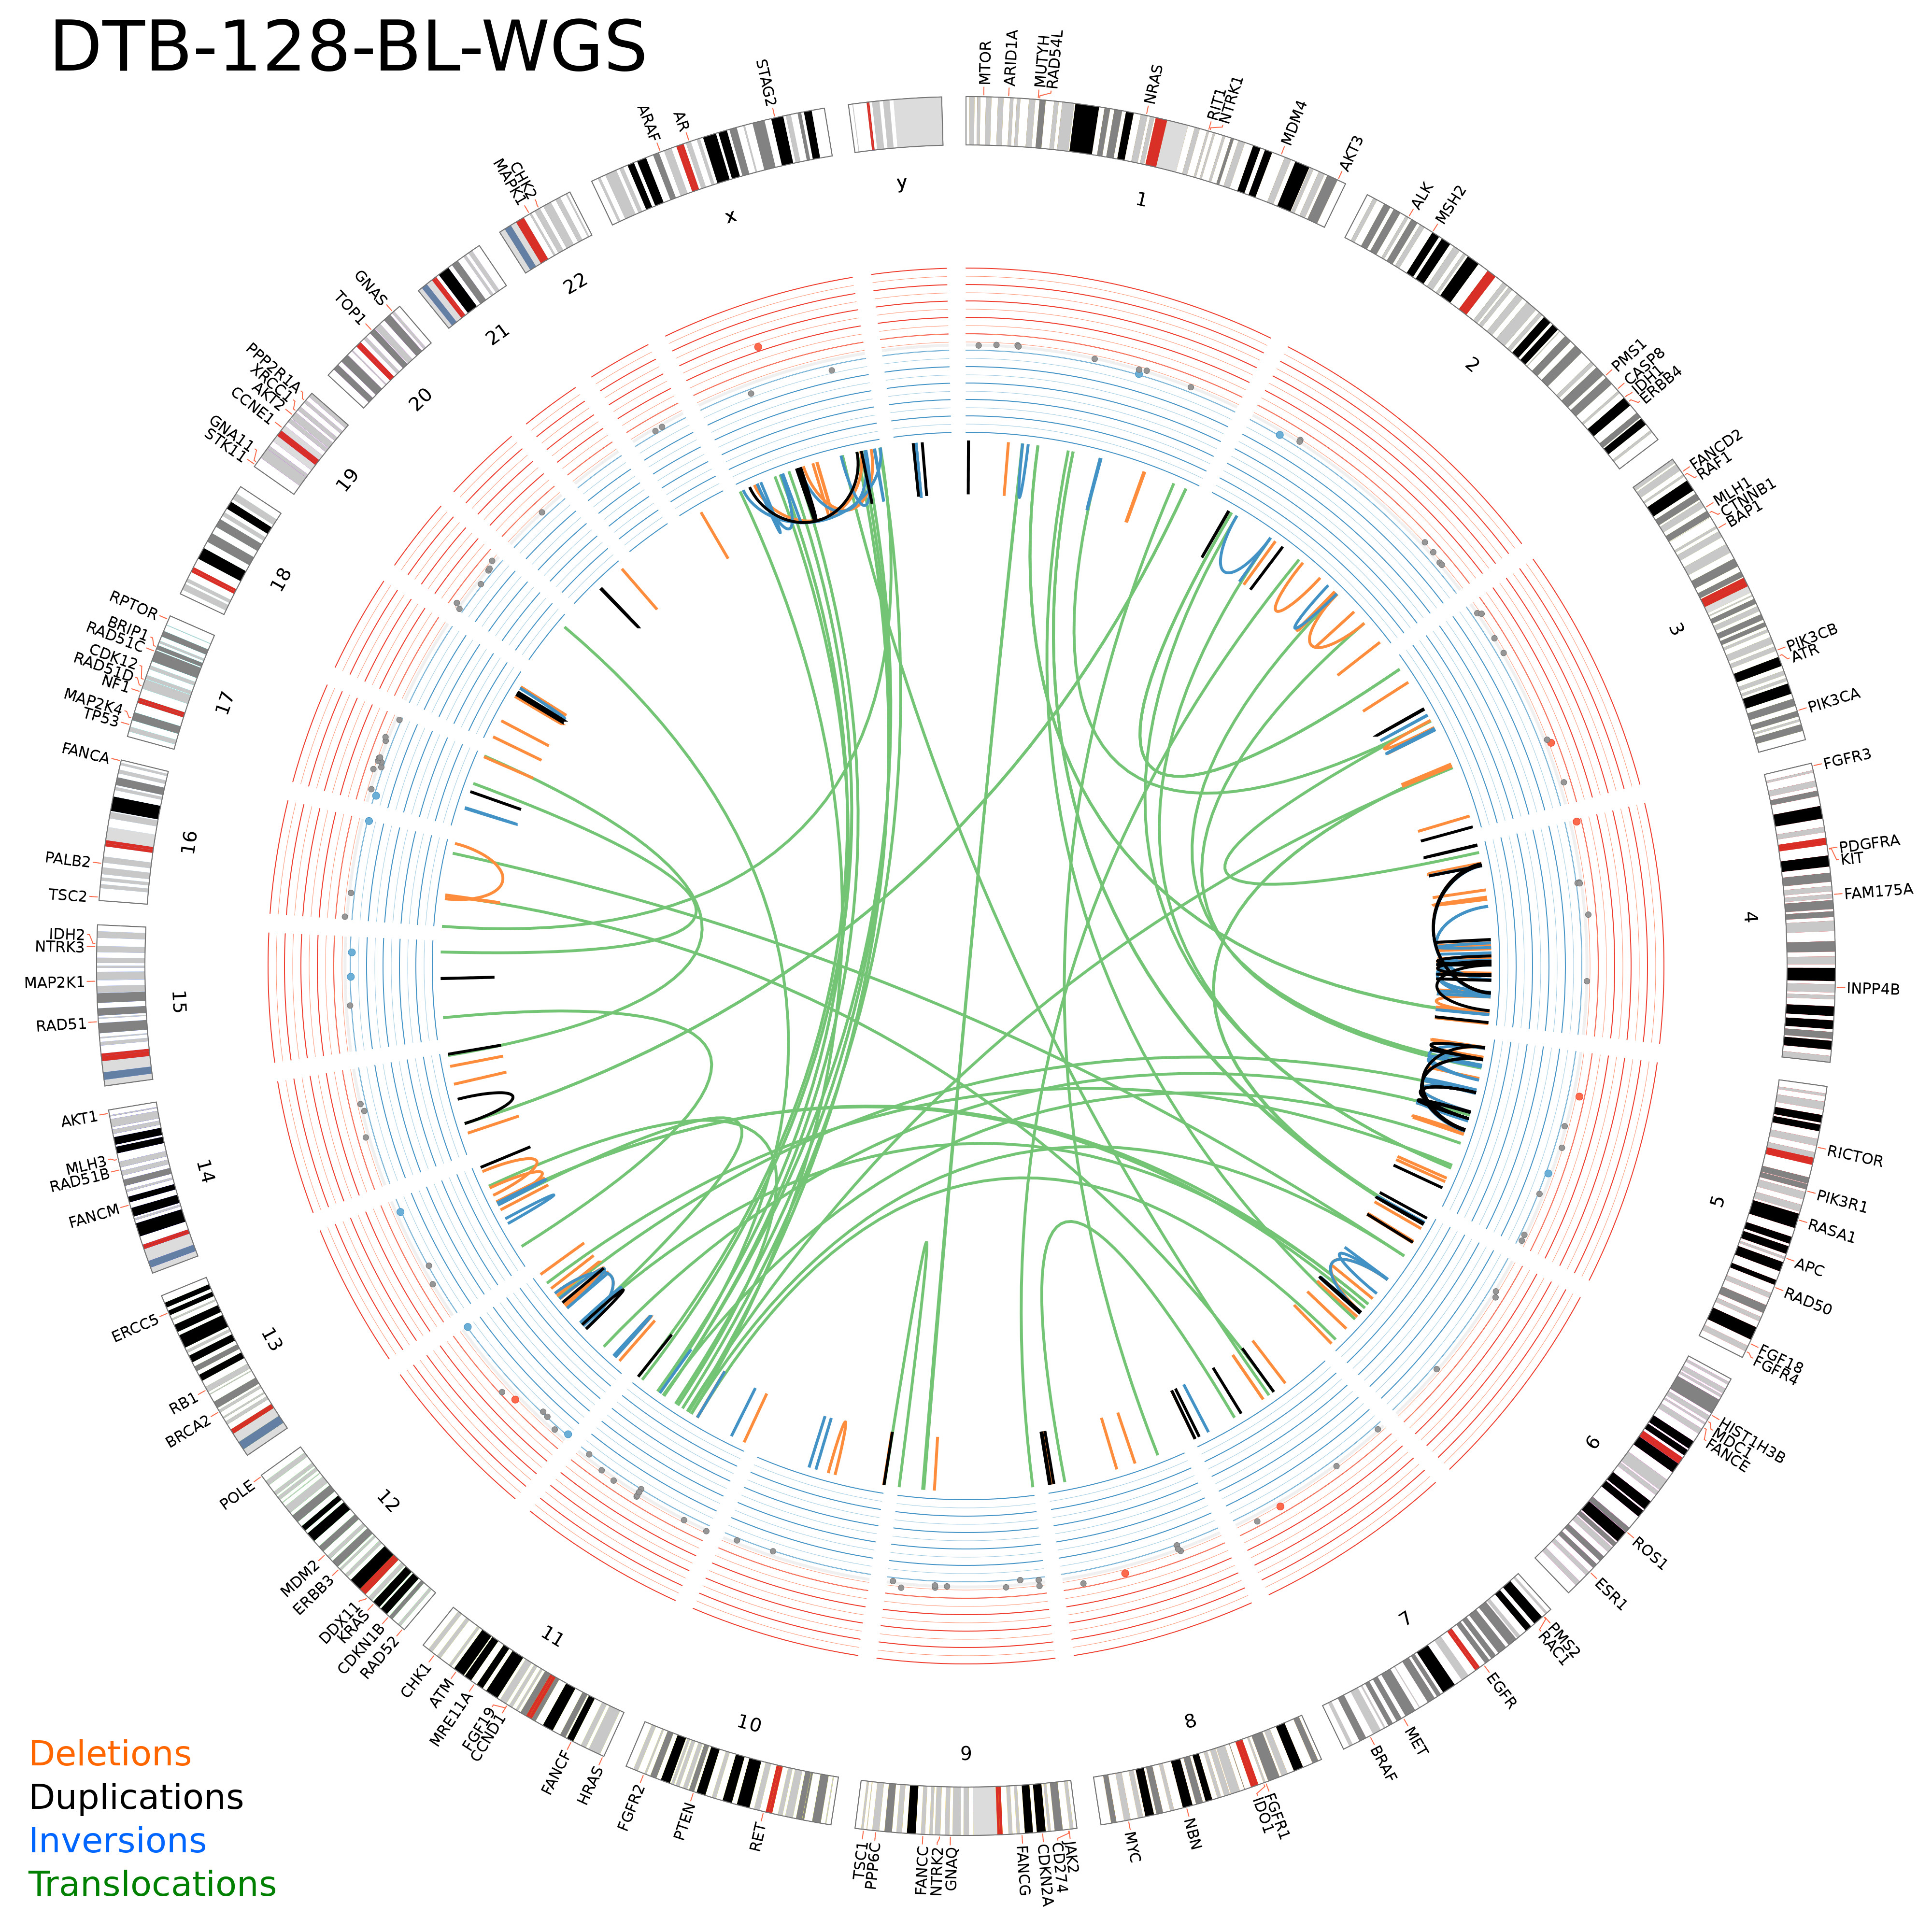 DTB-128-BL-WGS
MTOR
ARID1A
MUTYH
RAD54L
NRAS
RIT1
NTRK1
MDM4
AKT3
1
ALK
MSH2
PMS1
CASP8
IDH1
ERBB4
2
FANCD2
RAF1
MLH1
CTNNB1
BAP1
PIK3CB
ATR
PIK3CA
3
FGFR3
PDGFRA
KIT
FAM175A
INPP4B
4
RICTOR
PIK3R1
RASA1
APC
RAD50
FGF18
FGFR4
5
HIST1H3B
MDC1
FANCE
ROS1
ESR1
6
PMS2
RAC1
EGFR
MET
BRAF
7
FGFR1
IDO1
NBN
MYC
8
JAK2
CD274
CDKN2A
FANCG
GNAQ
NTRK2
FANCC
PPP6C
TSC1
9
RET
PTEN
FGFR2
10
HRAS
FANCF
CCND1
FGF19
MRE11A
ATM
CHK1
11
RAD52
CDKN1B
KRAS
DDX11
ERBB3
MDM2
POLE
12
BRCA2
RB1
ERCC5
13
FANCM
RAD51B
MLH3
AKT1
14
RAD51
MAP2K1
NTRK3
IDH2
15
TSC2
PALB2
FANCA
16
TP53
MAP2K4
NF1
RAD51D
CDK12
RAD51C
BRIP1
RPTOR
17
18
STK11
GNA11
CCNE1
AKT2
XRCC1
PPP2R1A
19
TOP1
GNAS
20
21
MAPK1
CHK2
22
ARAF
AR
STAG2
x
y
Deletions
Duplications
Inversions
Translocations